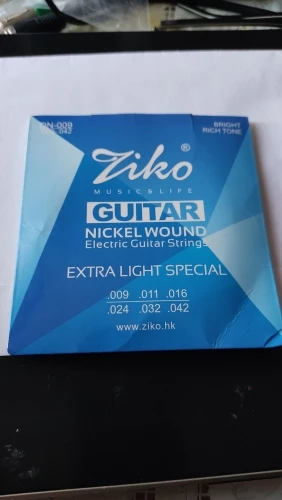 DN-009
.042
BRIGHT
RICH TONE
Ziko®
MUSIC & LIFE
GUITAR
NICKEL WOUND
Electric Guitar Strings
EXTRA LIGHT SPECIAL
.009 .011 .016
.024 .032 .042
www.ziko.hk